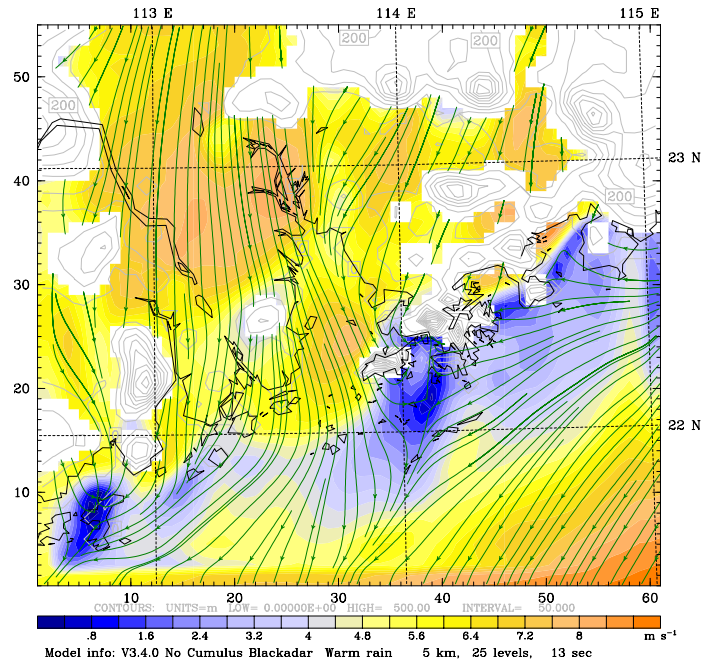 113 E 114 E 115 E
200 200
50
200
23 N
40
200
30
20
22 N
10
10 20 30 40 50 60
CONTOURS: UNITS=m LOW= 0.00000E+00 HIGH= 500.00 INTERVAL= 50.000
.8 1.6 2.4 3.2 4 4.8 5.6 6.4 7.2 8 m s⁻¹
Model info: V3.4.0 No Cumulus Blackadar Warm rain 5 km, 25 levels, 13 sec